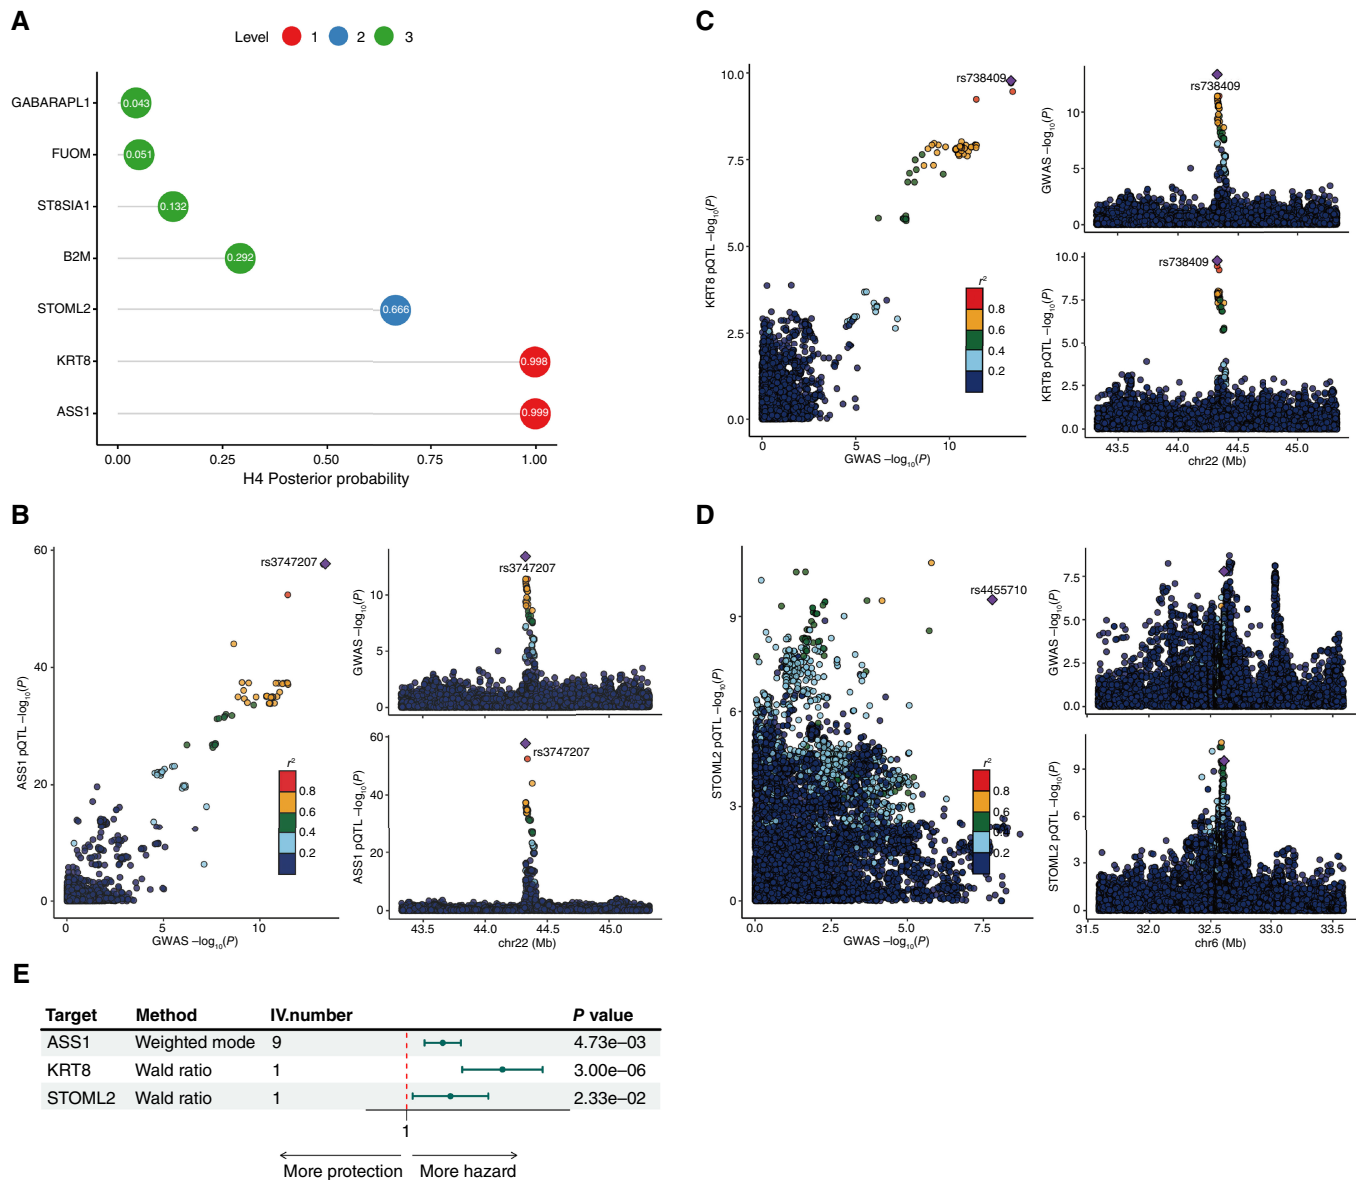 A
Level 1 2 3
GABARAPL1
0.043
FUOM
0.051
ST8SIA1
0.132
B2M
0.292
STOML2
0.666
KRT8
0.998
ASS1
0.999
0.00 0.25 0.50 0.75 1.00
H4 Posterior probability
B
60
40
20
0
ASS1 pQTL −log10(P)
rs3747207
r2
0.8
0.6
0.4
0.2
0 5 10
GWAS −log10(P)
10
5
0
GWAS −log10(P)
rs3747207
60
40
20
0
ASS1 pQTL −log10(P)
rs3747207
43.5 44.0 44.5 45.0
chr22 (Mb)
C
10.0
7.5
5.0
2.5
0.0
KRT8 pQTL −log10(P)
rs738409
r2
0.8
0.6
0.4
0.2
0 5 10
GWAS −log10(P)
10
5
0
GWAS −log10(P)
rs738409
10.0
7.5
5.0
2.5
0.0
KRT8 pQTL −log10(P)
rs738409
43.5 44.0 44.5 45.0
chr22 (Mb)
D
9
6
3
0
STOML2 pQTL −log10(P)
rs4455710
r2
0.8
0.6
0.4
0.2
0.0 2.5 5.0 7.5
GWAS −log10(P)
7.5
5.0
2.5
0.0
GWAS −log10(P)
9
6
3
0
STOML2 pQTL −log10(P)
31.5 32.0 32.5 33.0 33.5
chr6 (Mb)
E
Target Method IV.number P value
ASS1 Weighted mode 9 4.73e−03
KRT8 Wald ratio 1 3.00e−06
STOML2 Wald ratio 1 2.33e−02
1
More protection More hazard